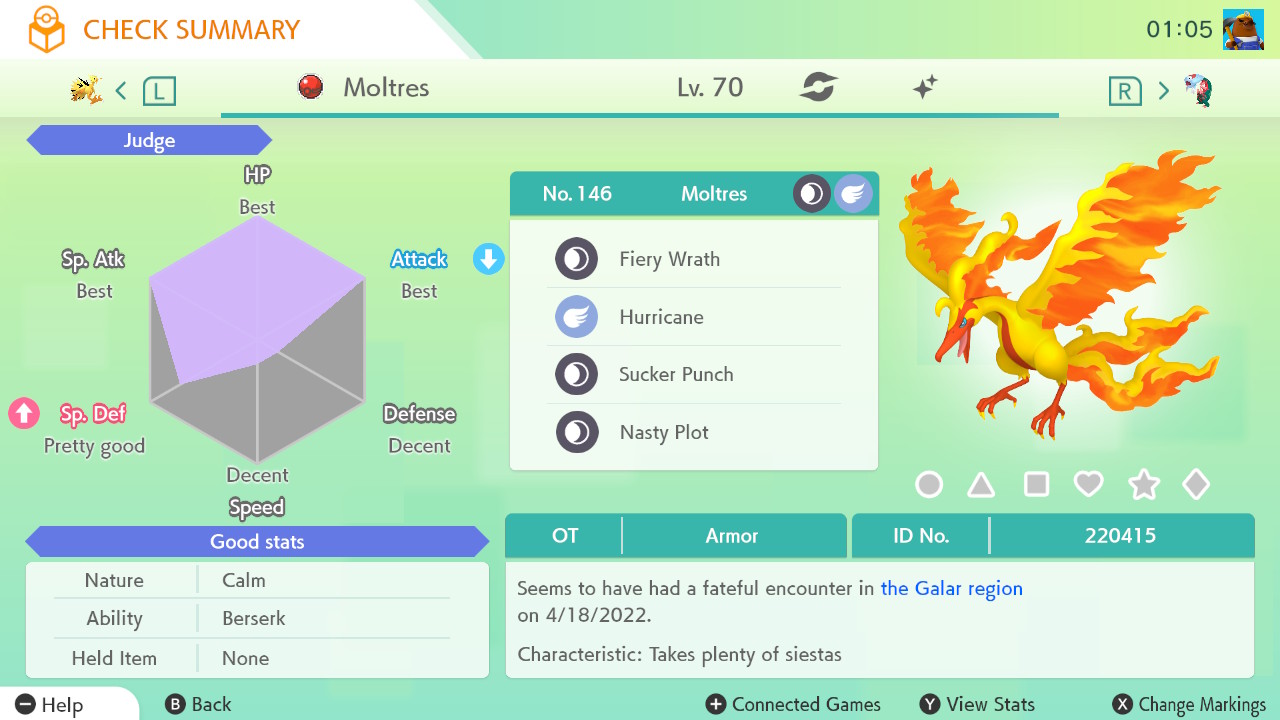 CHECK SUMMARY
01:05
L
Moltres
Lv. 70
R
Judge
HP
Best
Sp. Atk
Best
Attack
Best
Sp. Def
Pretty good
Defense
Decent
Decent
Speed
No. 146 Moltres
Fiery Wrath
Hurricane
Sucker Punch
Nasty Plot
Good stats
Nature Calm
Ability Berserk
Held Item None
OT Armor
ID No. 220415
Seems to have had a fateful encounter in the Galar region
on 4/18/2022.
Characteristic: Takes plenty of siestas
Help
B Back
Connected Games
Y View Stats
X Change Markings